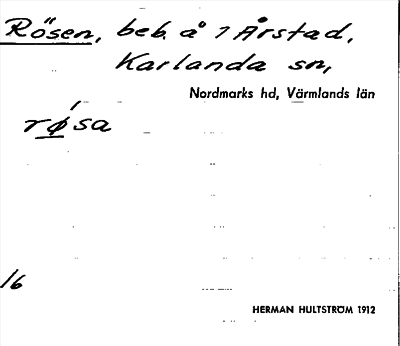 Rösen, beb. å 7 Årstad,
Karlanda sn,
Nordmarks hd, Värmlands län
røsa
16
HERMAN HULTSTRÖM 1912